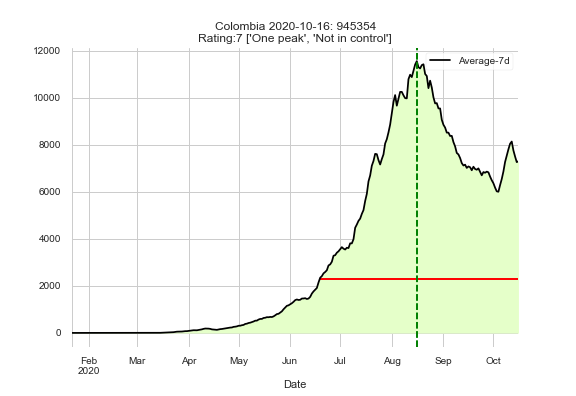 Colombia 2020-10-16: 945354
Rating:7 ['One peak', 'Not in control']
Average-7d
12000
10000
8000
6000
4000
2000
0
Feb Mar Apr May Jun Jul Aug Sep Oct
2020
Date